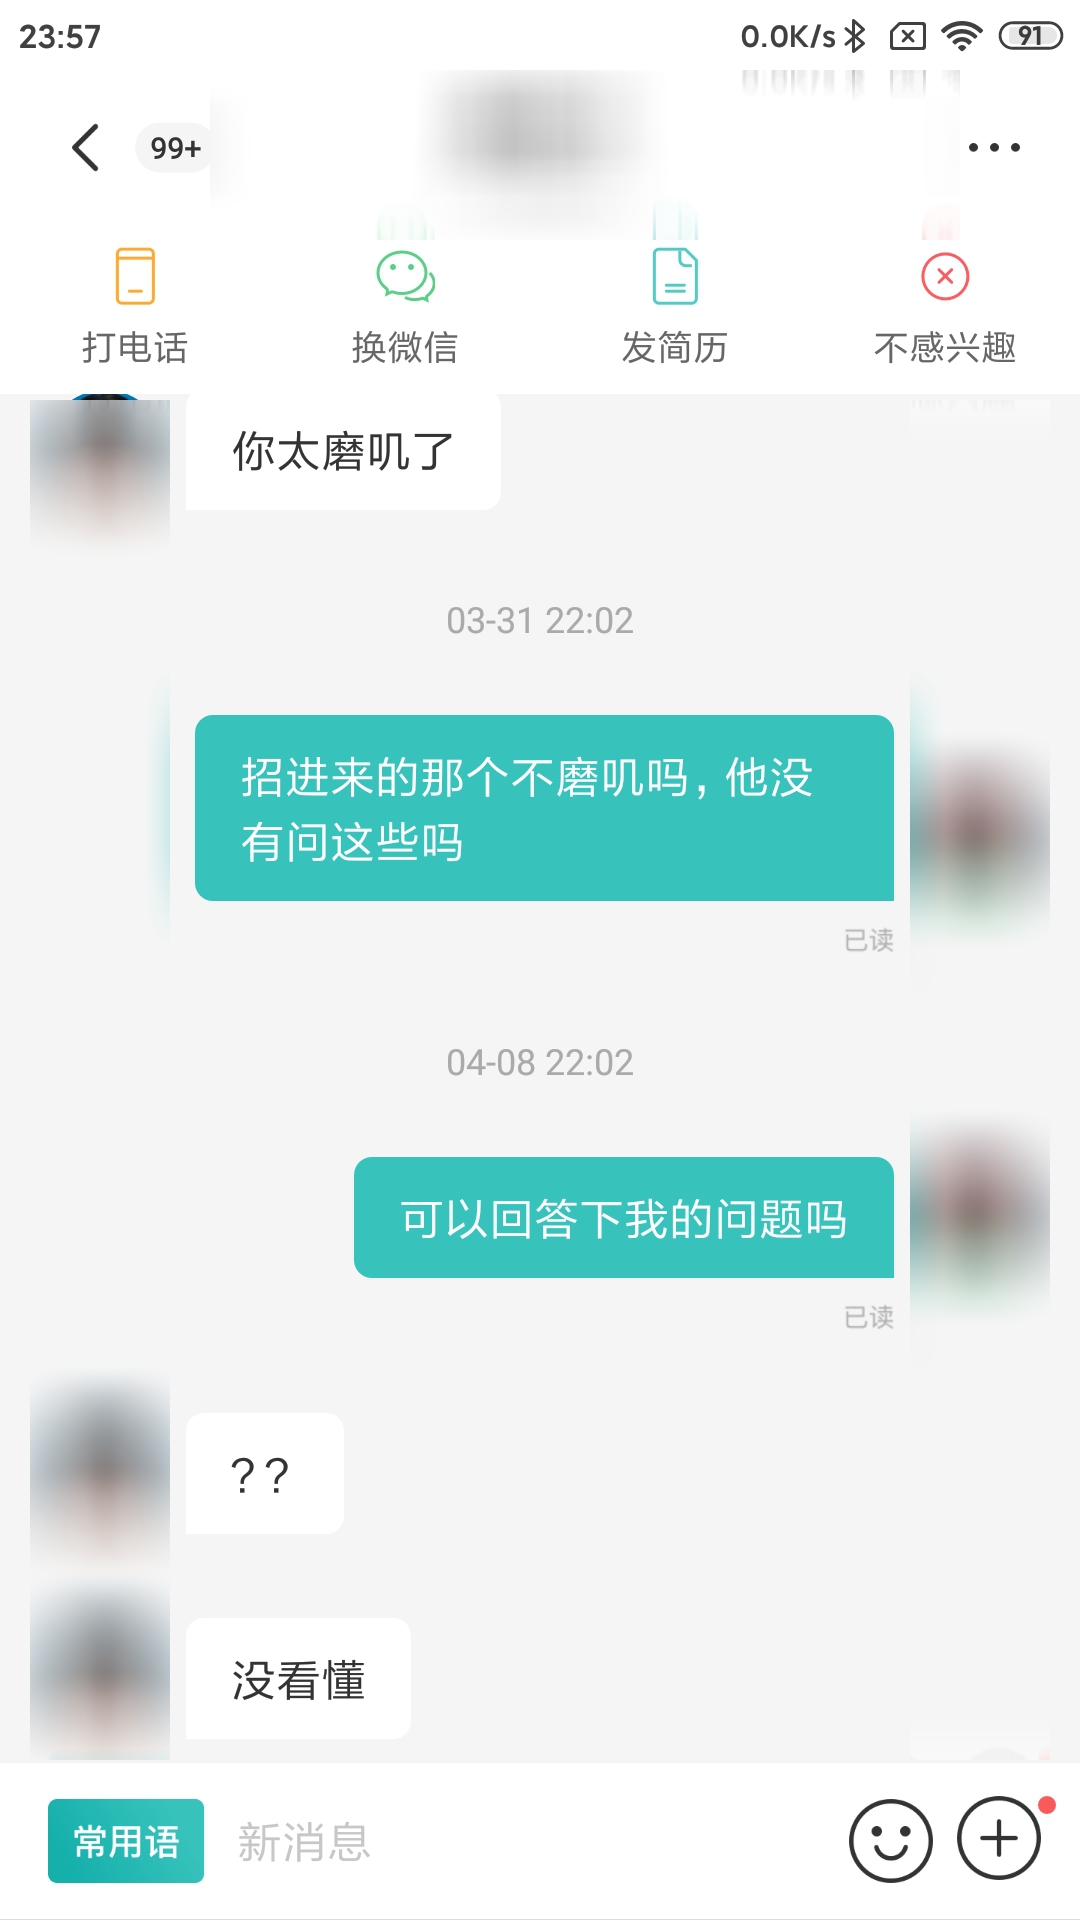 23:57
0.0K/s
91
99+
打电话
换微信
发简历
不感兴趣
你太磨叽了
03-31 22:02
招进来的那个不磨叽吗，他没
有问这些吗
已读
04-08 22:02
可以回答下我的问题吗
已读
??
没看懂
常用语
新消息